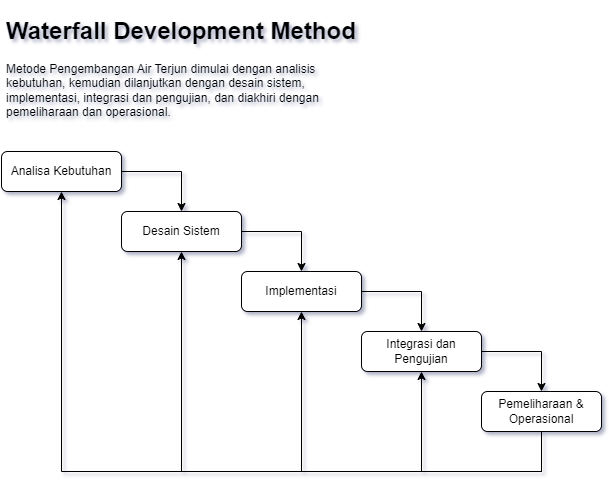 Waterfall Development Method
Metode Pengembangan Air Terjun dimulai dengan analisis
kebutuhan, kemudian dilanjutkan dengan desain sistem,
implementasi, integrasi dan pengujian, dan diakhiri dengan
pemeliharaan dan operasional.
Analisa Kebutuhan
Desain Sistem
Implementasi
Integrasi dan
Pengujian
Pemeliharaan &
Operasional